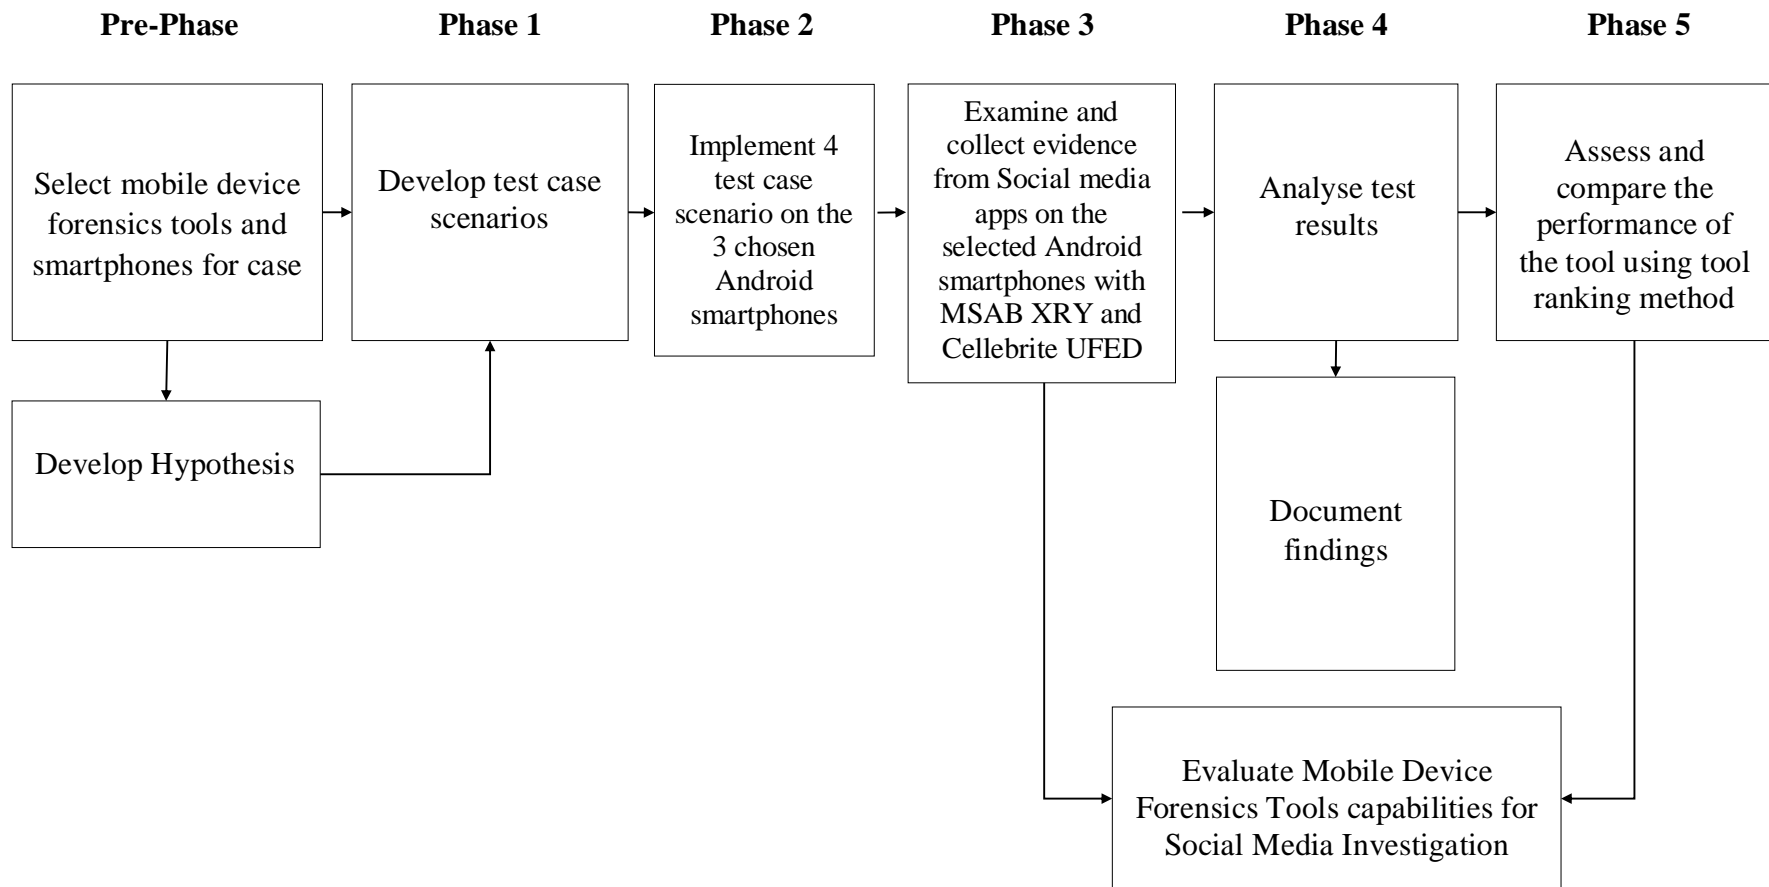 Pre-Phase
Phase 1
Phase 2
Phase 3
Phase 4
Phase 5
Select mobile device
forensics tools and
smartphones for case
Develop test case
scenarios
Implement 4
test case
scenario on the
3 chosen
Android
smartphones
Examine and
collect evidence
from Social media
apps on the
selected Android
smartphones with
MSAB XRY and
Cellebrite UFED
Analyse test
results
Assess and
compare the
performance of
the tool using tool
ranking method
Develop Hypothesis
Document
findings
Evaluate Mobile Device
Forensics Tools capabilities for
Social Media Investigation